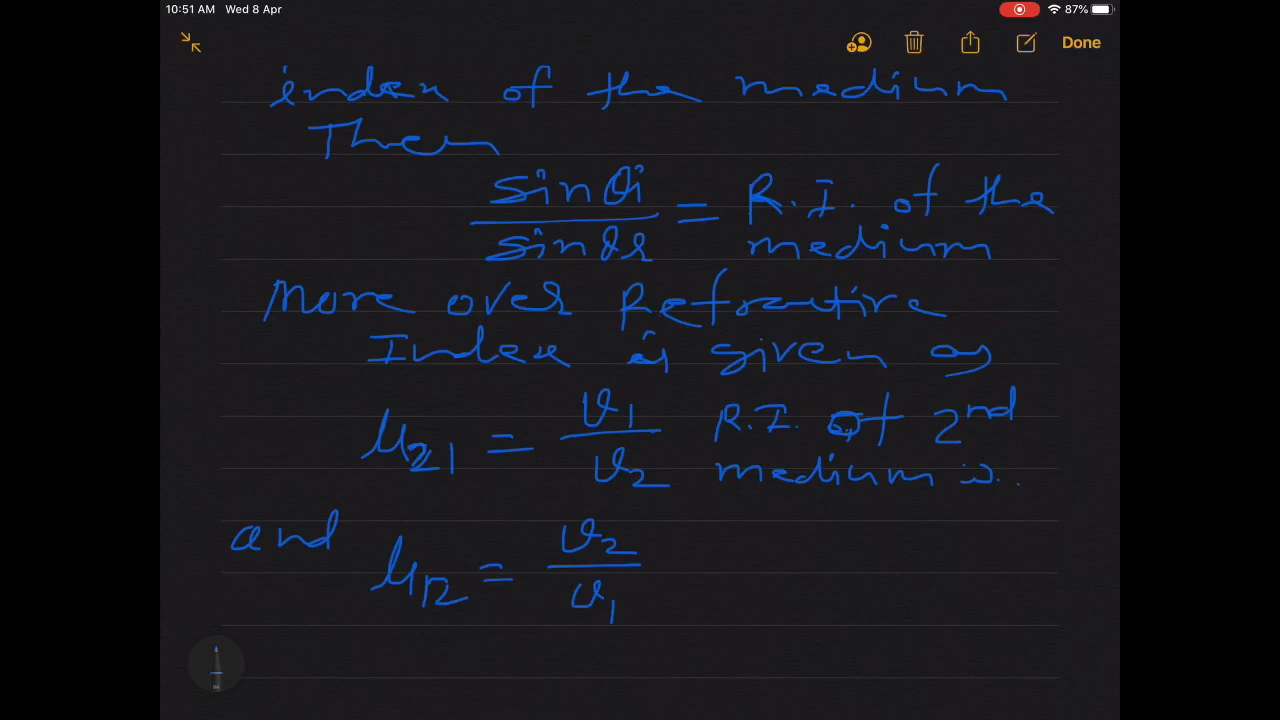 10:51 AM Wed 8 Apr 87%
Done
index of the medium
Then
sin θi / sin θr = R.I. of the medium
More over Refractive
Index is given as
μ21 = v1 / v2 R.I. of 2nd
medium is.
and μ12 = v2 / v1